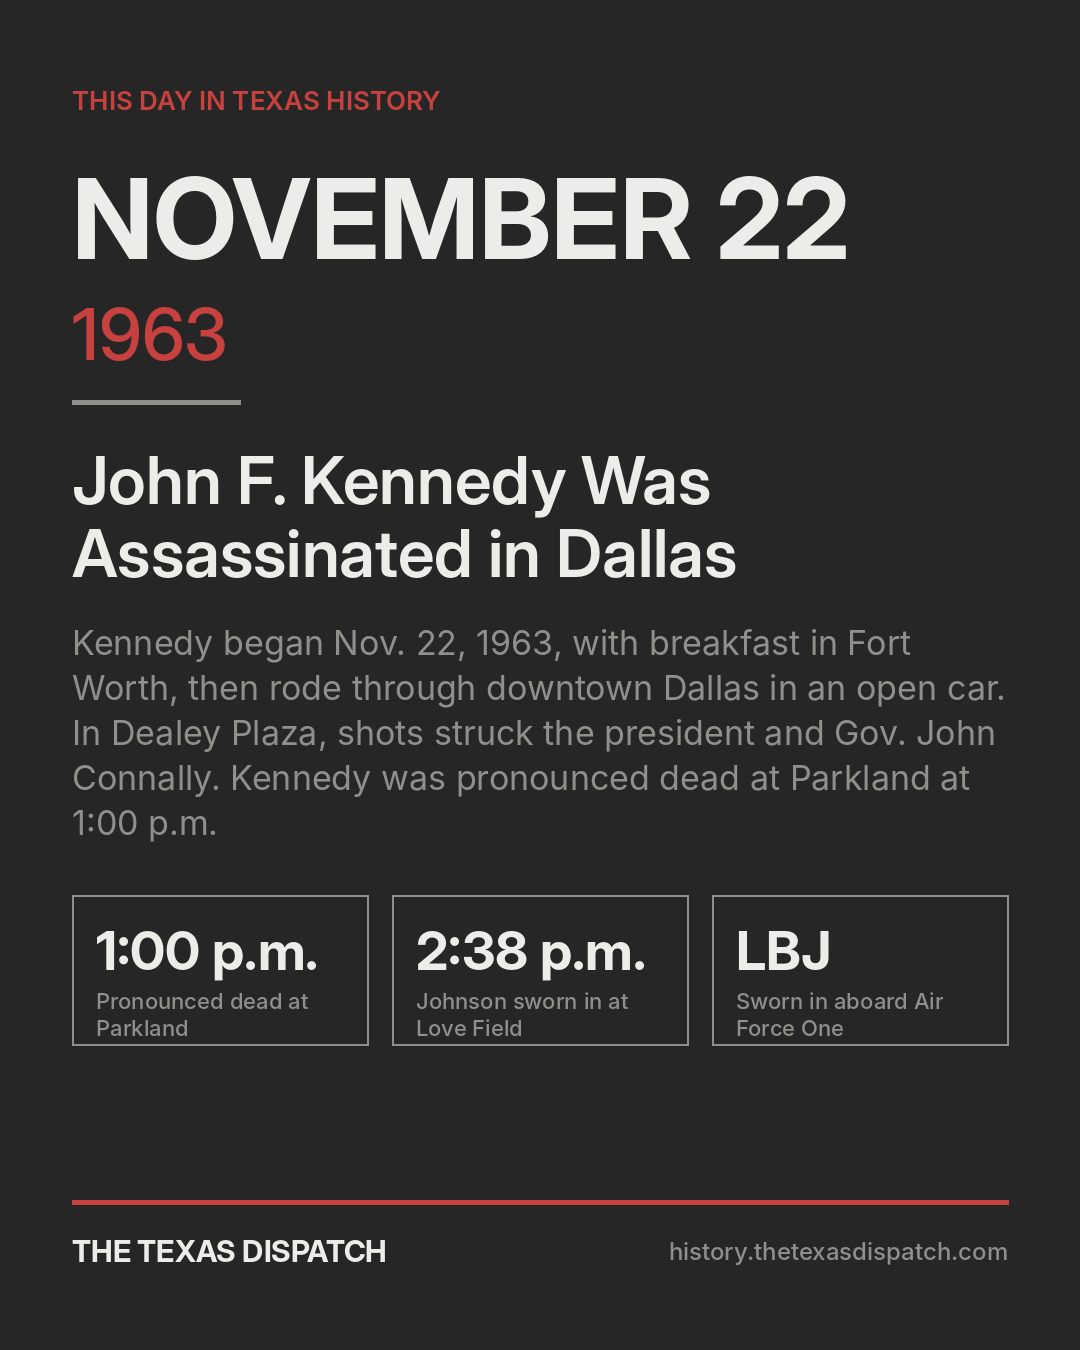 THIS DAY IN TEXAS HISTORY
NOVEMBER 22
1963
John F. Kennedy Was
Assassinated in Dallas
Kennedy began Nov. 22, 1963, with breakfast in Fort
Worth, then rode through downtown Dallas in an open car.
In Dealey Plaza, shots struck the president and Gov. John
Connally. Kennedy was pronounced dead at Parkland at
1:00 p.m.
1:00 p.m.
Pronounced dead at
Parkland
2:38 p.m.
Johnson sworn in at
Love Field
LBJ
Sworn in aboard Air
Force One
THE TEXAS DISPATCH
history.thetexasdispatch.com